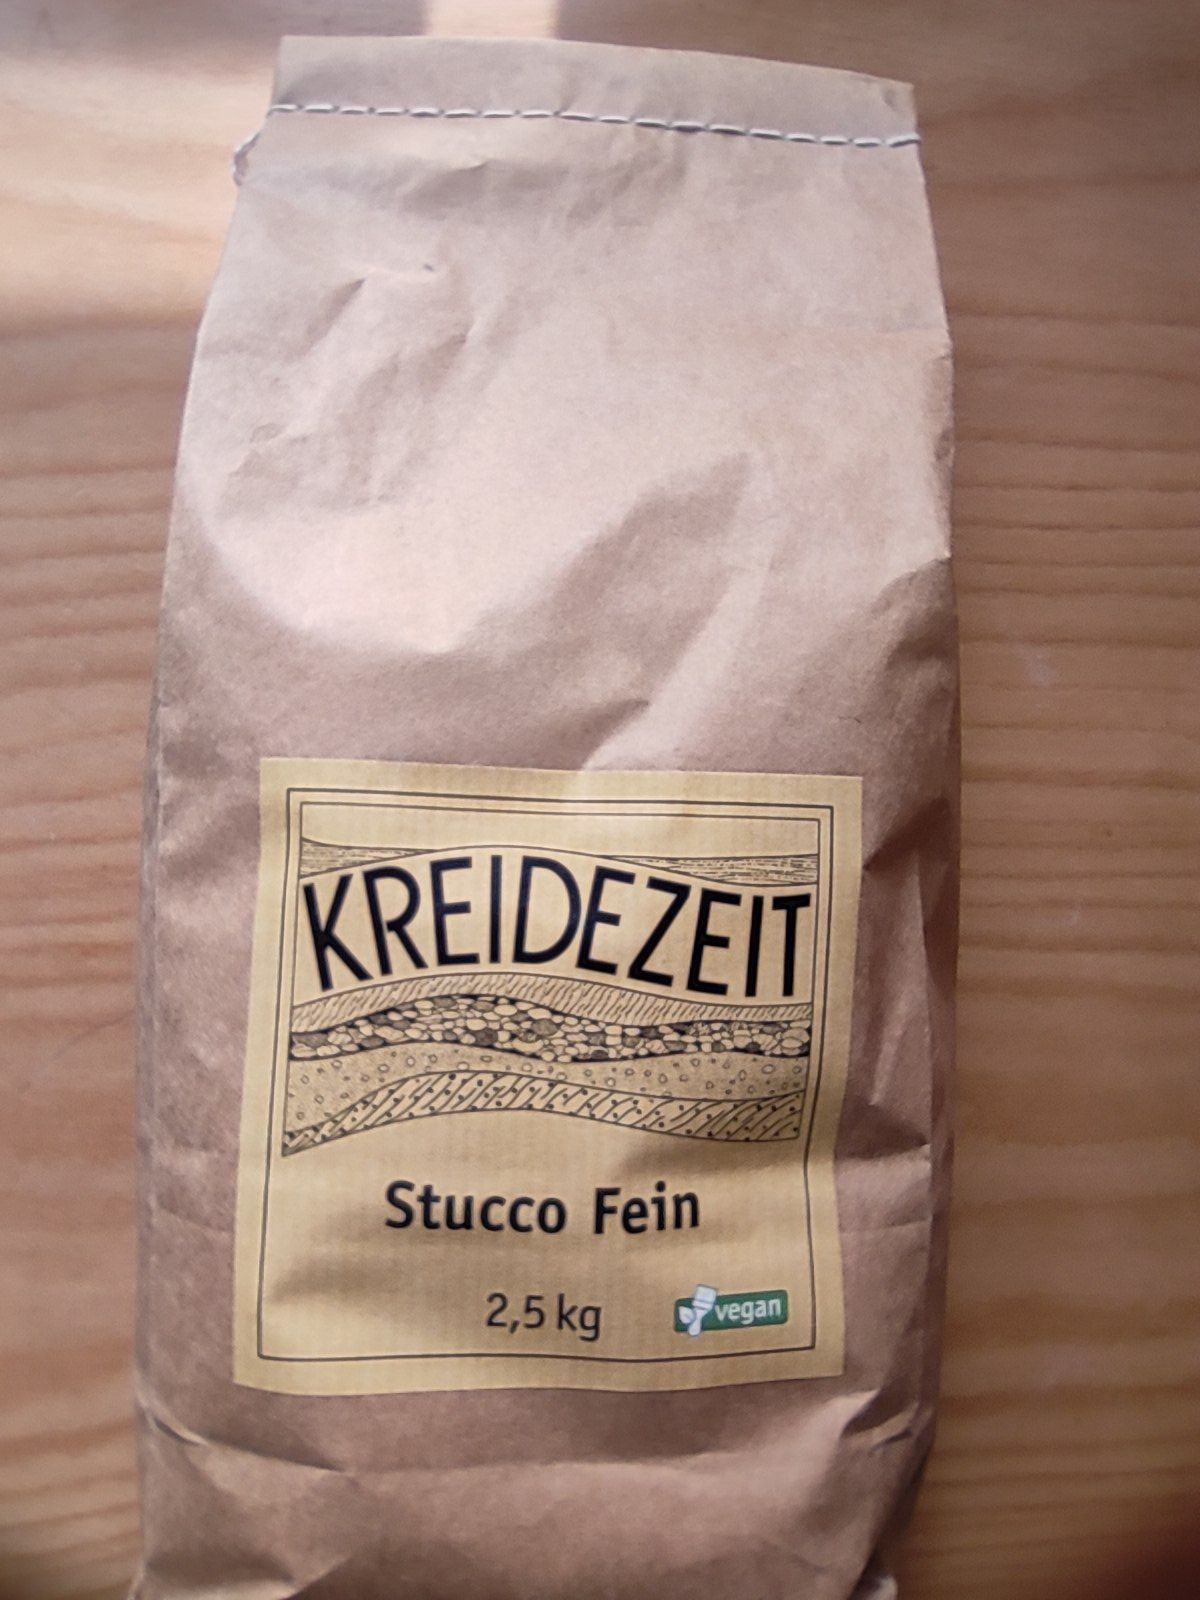 KREIDEZEIT
Stucco Fein
2,5 kg
vegan